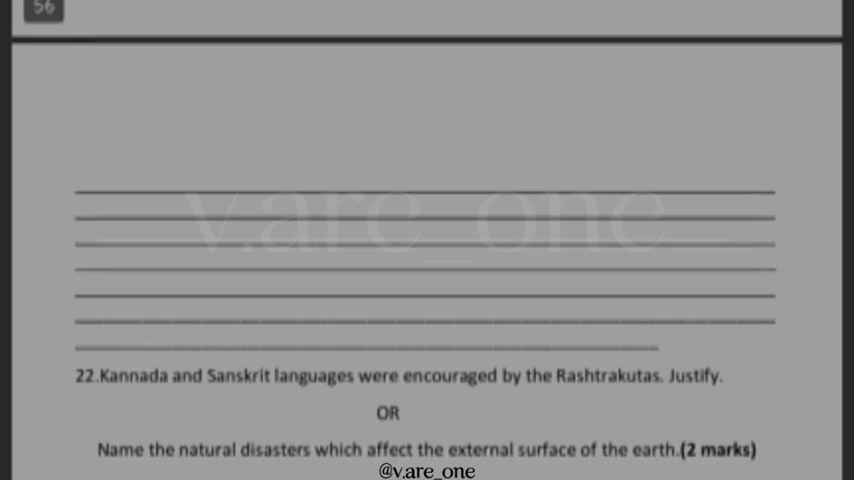 56
v.are_one
22.Kannada and Sanskrit languages were encouraged by the Rashtrakutas. Justify.
OR
Name the natural disasters which affect the external surface of the earth.(2 marks)
@v.are_one